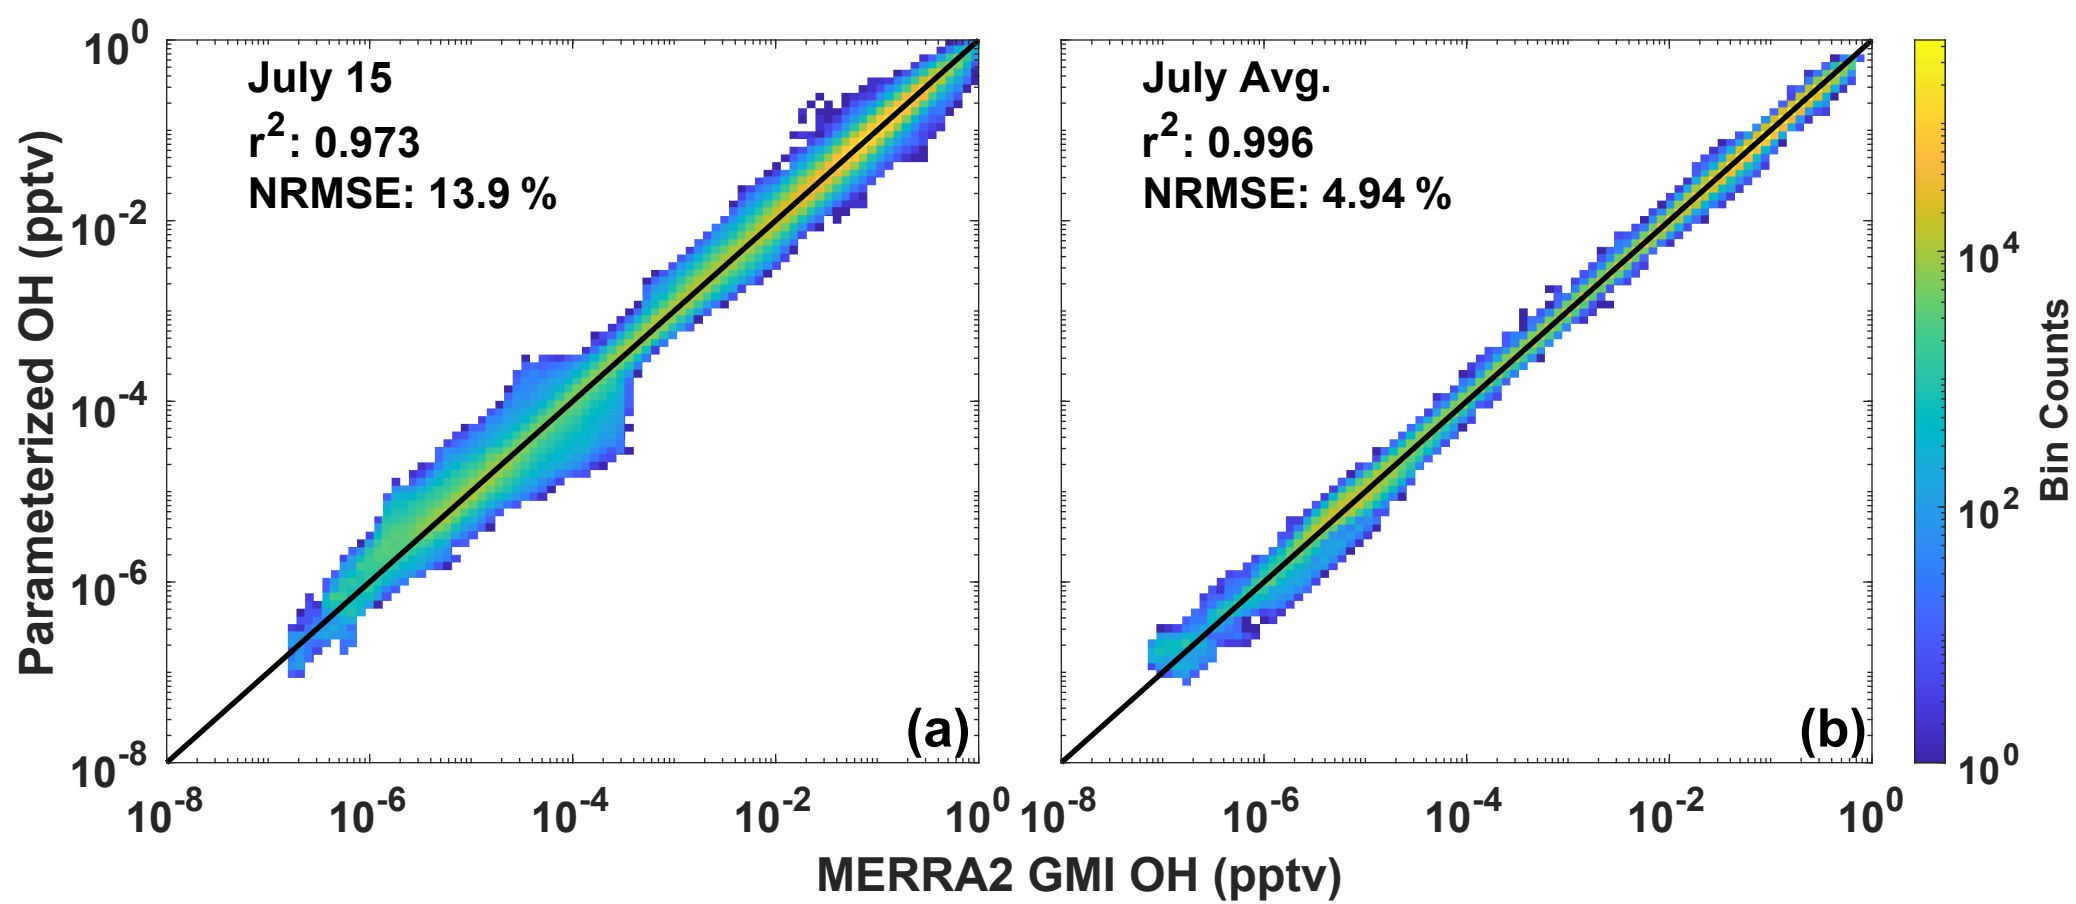 July 15
r²: 0.973
NRMSE: 13.9 %
(a)
July Avg.
r²: 0.996
NRMSE: 4.94 %
(b)
Parameterized OH (pptv)
10⁰
10⁻²
10⁻⁴
10⁻⁶
10⁻⁸
10⁻⁸ 10⁻⁶ 10⁻⁴ 10⁻² 10⁰
10⁻⁸ 10⁻⁶ 10⁻⁴ 10⁻² 10⁰
MERRA2 GMI OH (pptv)
10⁴
10²
10⁰
Bin Counts